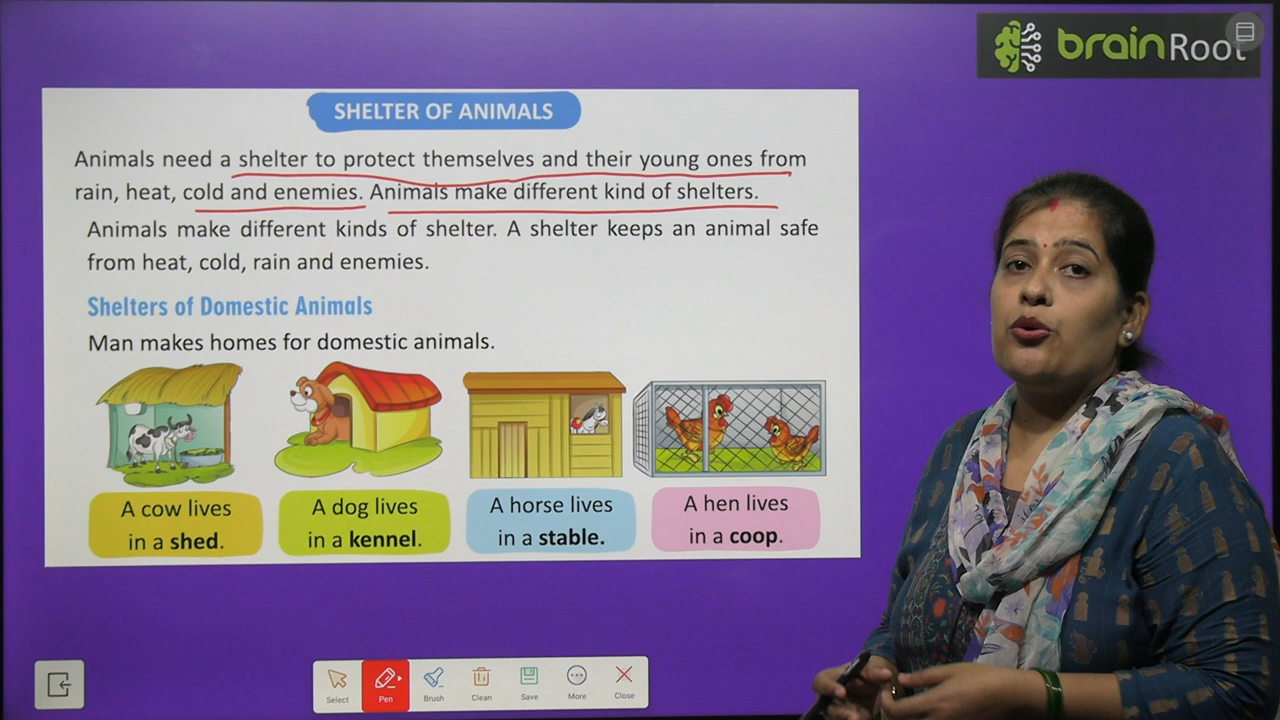 brainRoot
SHELTER OF ANIMALS
Animals need a shelter to protect themselves and their young ones from
rain, heat, cold and enemies. Animals make different kind of shelters.
Animals make different kinds of shelter. A shelter keeps an animal safe
from heat, cold, rain and enemies.
Shelters of Domestic Animals
Man makes homes for domestic animals.
A cow lives
in a shed.
A dog lives
in a kennel.
A horse lives
in a stable.
A hen lives
in a coop.
Select
Pen
Brush
Clean
Save
More
Close